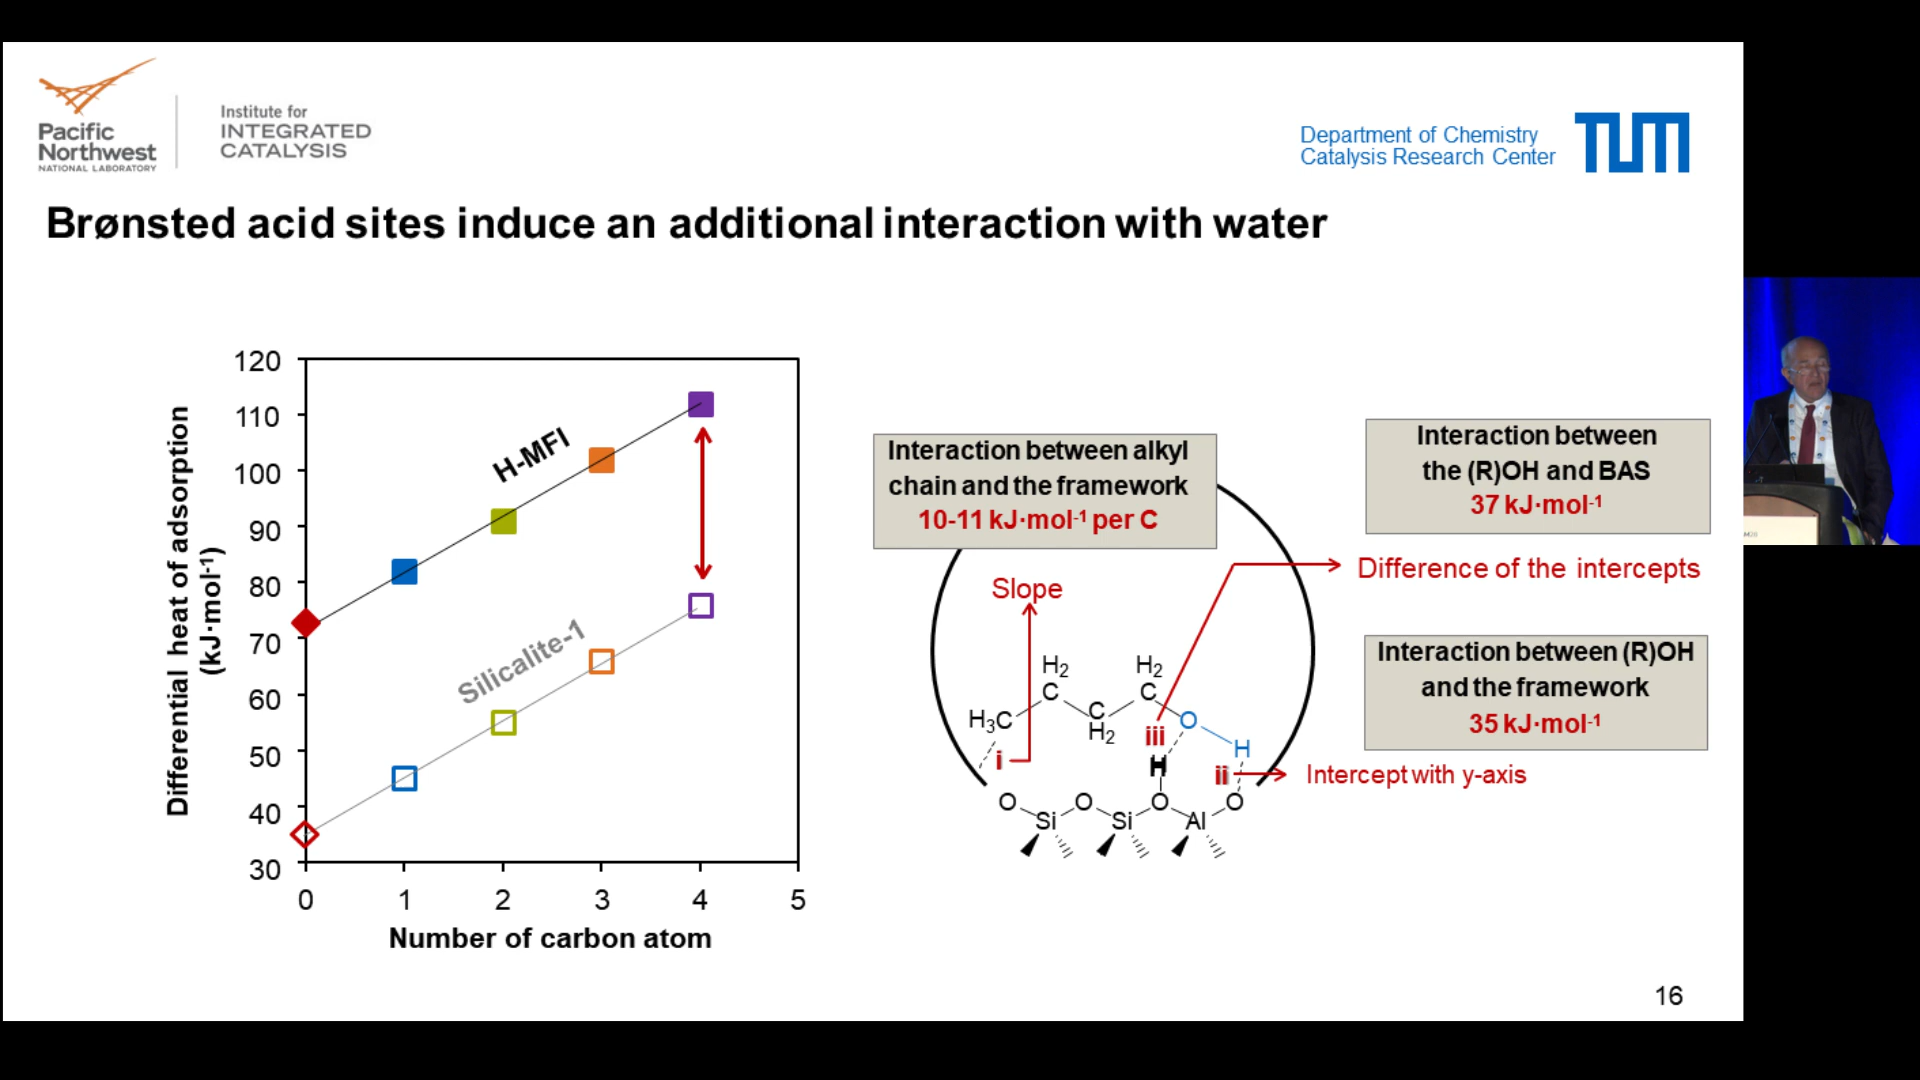 Pacific
Northwest
NATIONAL LABORATORY
Institute for
INTEGRATED
CATALYSIS
Department of Chemistry
Catalysis Research Center
TUM
Brønsted acid sites induce an additional interaction with water
Differential heat of adsorption
(kJ·mol-1)
120
110
100
90
80
70
60
50
40
30
0 1 2 3 4 5
Number of carbon atom
H-MFI
Silicalite-1
Interaction between alkyl
chain and the framework
10-11 kJ·mol-1 per C
Slope
H2 H2
C C
H3C C O
H2 iii H
i H ii
O O O O
Si Si Al
Interaction between
the (R)OH and BAS
37 kJ·mol-1
Difference of the intercepts
Interaction between (R)OH
and the framework
35 kJ·mol-1
Intercept with y-axis
16